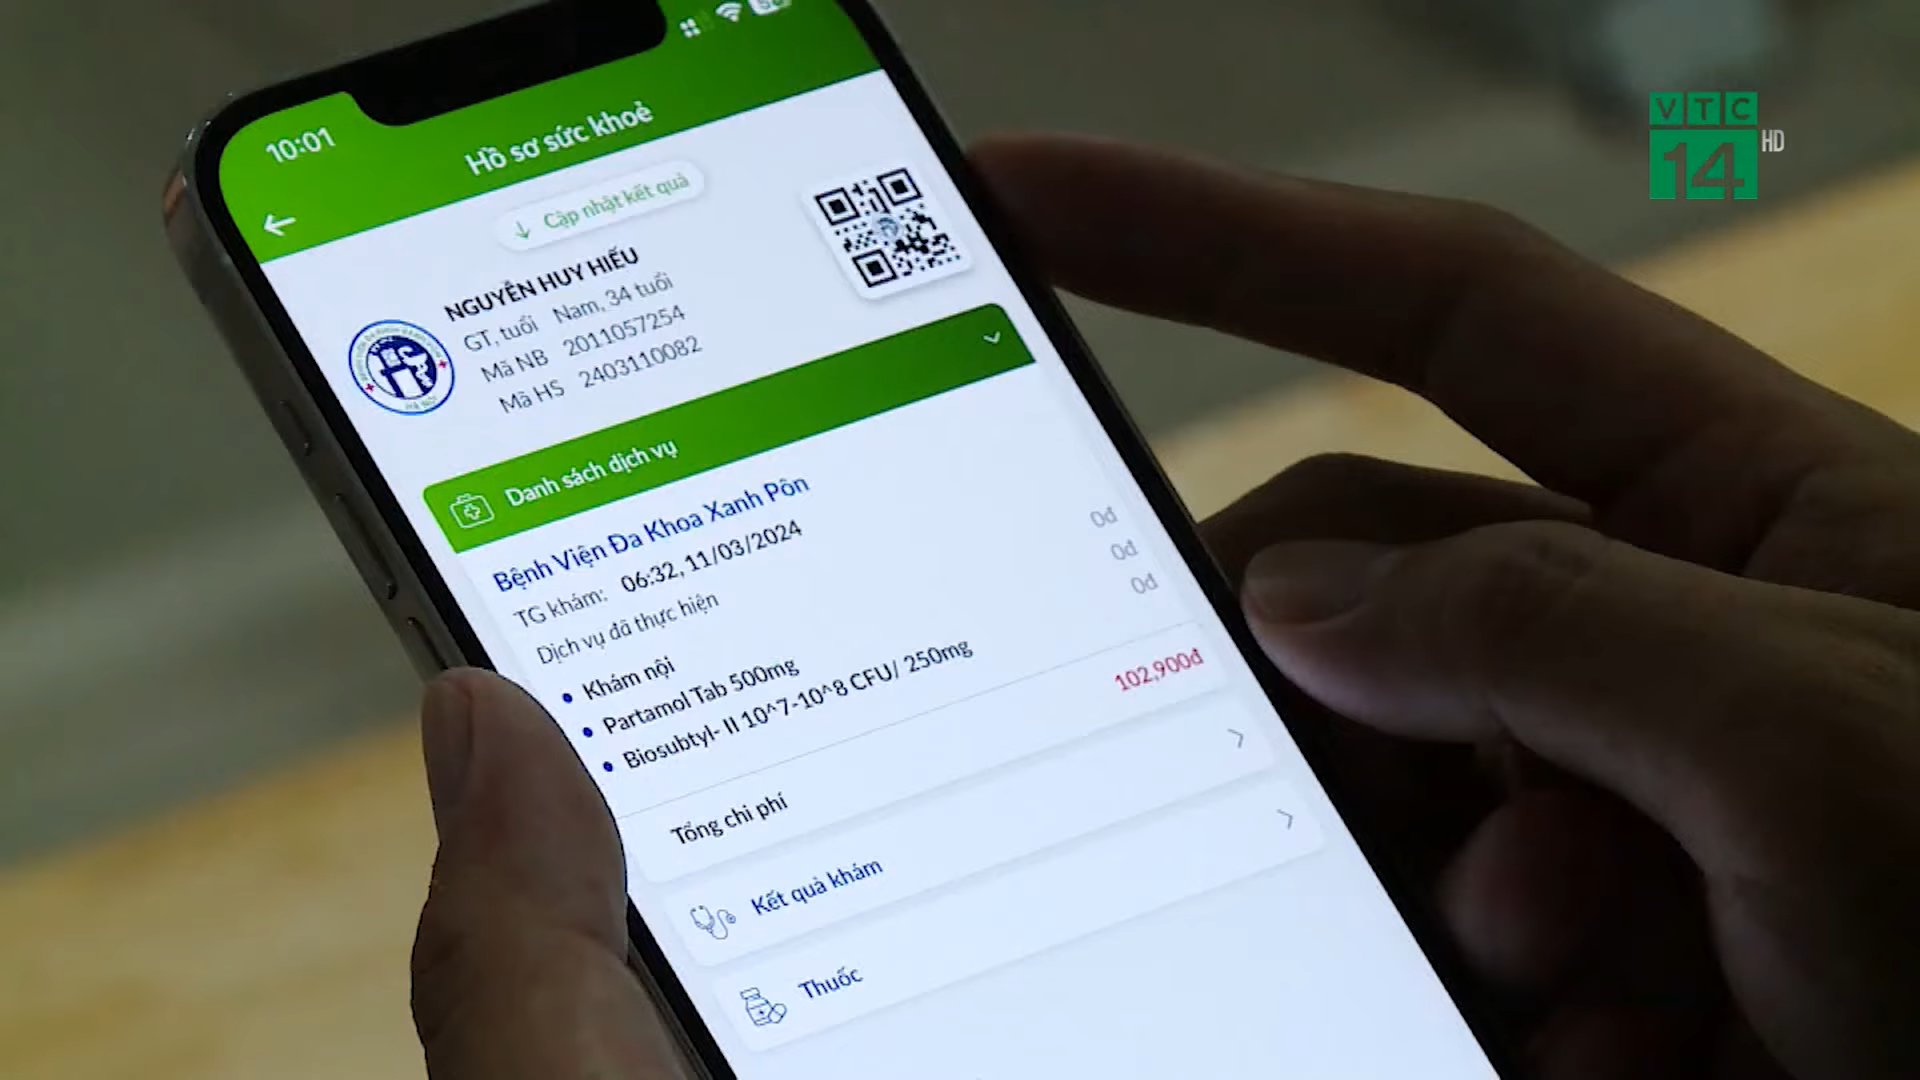 VTC
14 HD
10:01
Hồ sơ sức khoẻ
Cập nhật kết quả
NGUYỄN HUY HIẾU
GT, tuổi Nam, 34 tuổi
Mã NB 2011057254
Mã HS 2403110082
Danh sách dịch vụ
Bệnh Viện Đa Khoa Xanh Pôn
TG khám: 06:32, 11/03/2024
Dịch vụ đã thực hiện
Khám nội 0đ
Partamol Tab 500mg 0đ
Biosubtyl- II 10^7-10^8 CFU/ 250mg 0đ
Tổng chi phí 102,900đ
Kết quả khám
Thuốc